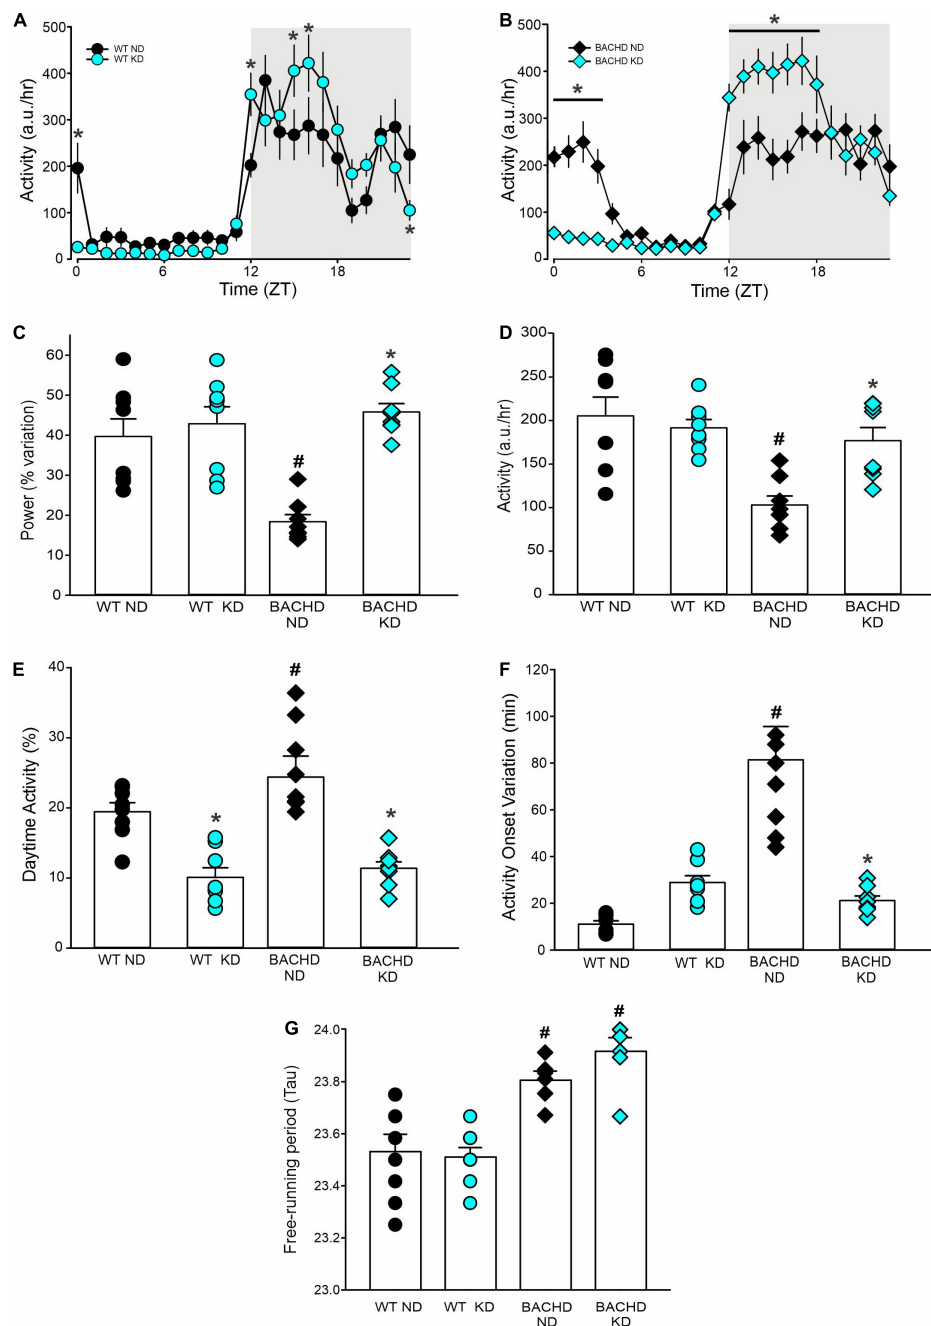 A
500
400
300
200
100
0
Activity (a.u./hr)
WT ND
WT KD
*
*
*
*
*
0
6
12
18
Time (ZT)
B
500
400
300
200
100
0
Activity (a.u./hr)
BACHD ND
BACHD KD
*
*
0
6
12
18
Time (ZT)
C
60
50
40
30
20
10
0
Power (% variation)
#
*
WT ND
WT KD
BACHD
ND
BACHD
KD
D
300
250
200
150
100
50
0
Activity (a.u./hr)
#
*
WT ND
WT KD
BACHD
ND
BACHD
KD
E
40
30
20
10
0
Daytime Activity (%)
*
#
*
WT ND
WT KD
BACHD
ND
BACHD
KD
F
120
100
80
60
40
20
0
Activity Onset Variation (min)
#
*
WT ND
WT KD
BACHD
ND
BACHD
KD
G
24.0
23.8
23.6
23.4
23.2
23.0
Free-running period (Tau)
#
#
WT ND
WT KD
BACHD
ND
BACHD
KD